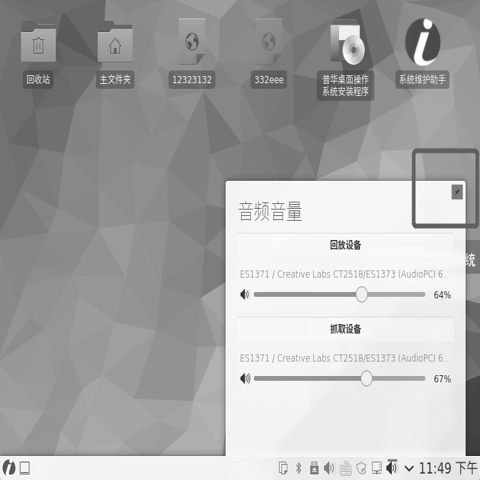 回收站
主文件夹
12323132
332eee
普华桌面操作
系统安装程序
系统维护助手
音频音量
回放设备
ES1371 / Creative Labs CT2518/ES1373 (AudioPCI 6...
64%
抓取设备
ES1371 / Creative Labs CT2518/ES1373 (AudioPCI 6...
67%
统
11:49 下午